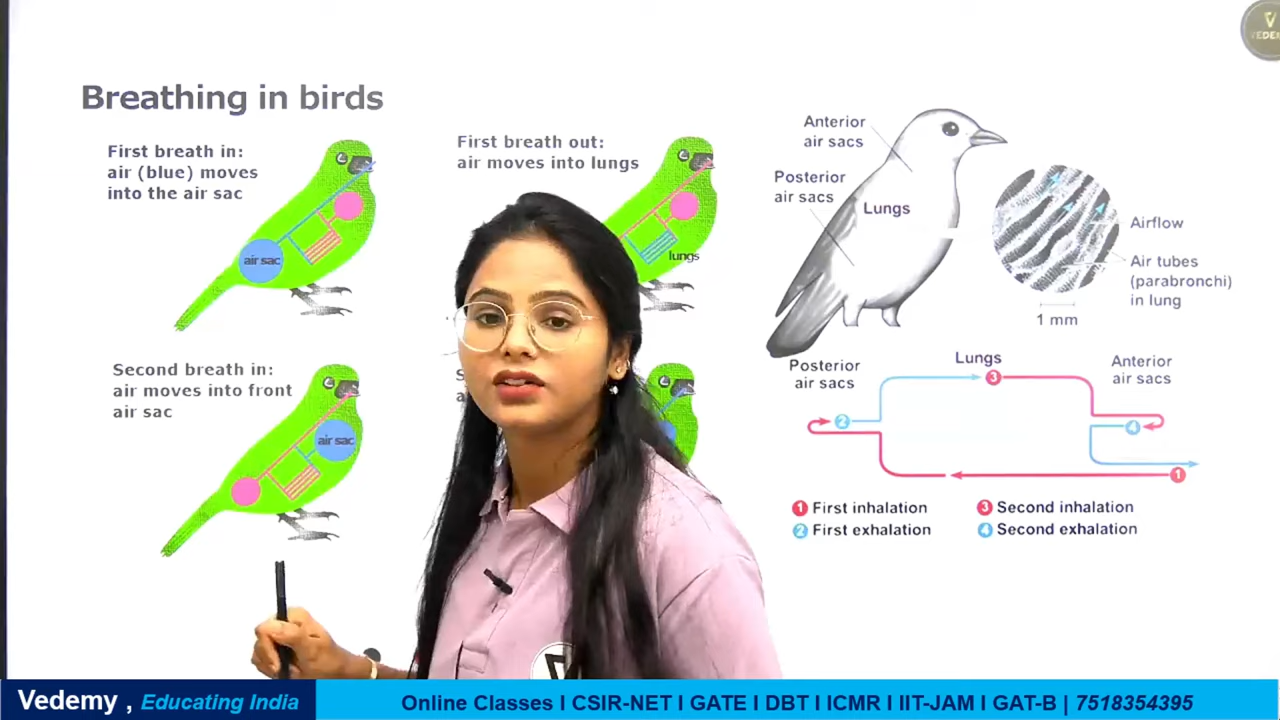 VEDEM
Breathing in birds
First breath in:
air (blue) moves
into the air sac
air sac
First breath out:
air moves into lungs
lungs
Second breath in:
air moves into front
air sac
air sac
S
a
Anterior
air sacs
Posterior
air sacs
Lungs
Airflow
Air tubes
(parabronchi)
in lung
1 mm
Posterior
air sacs
Lungs
Anterior
air sacs
3
2
4
1
1 First inhalation
2 First exhalation
3 Second inhalation
4 Second exhalation
Vedemy , Educating India
Online Classes I CSIR-NET I GATE I DBT I ICMR I IIT-JAM I GAT-B | 7518354395